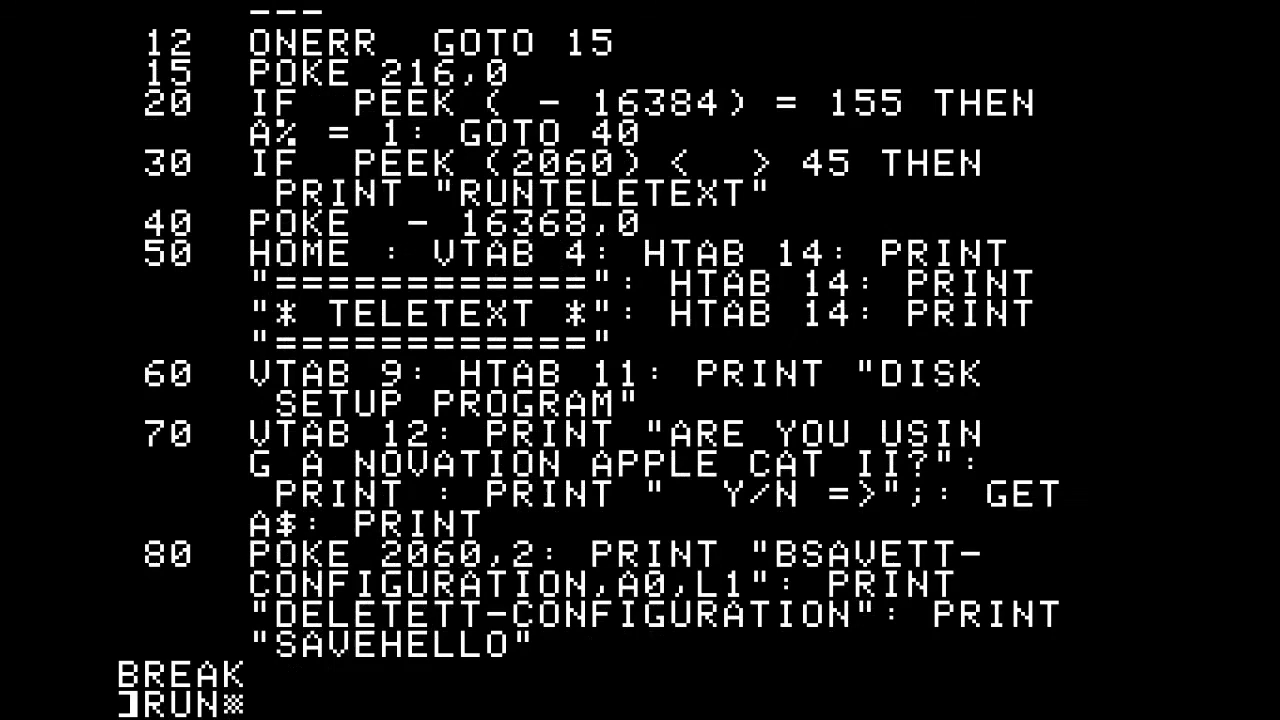 ---
12 ONERR GOTO 15
15 POKE 216,0
20 IF PEEK ( - 16384) = 155 THEN
A% = 1: GOTO 40
30 IF PEEK (2060) < > 45 THEN
PRINT "RUNTELETEXT"
40 POKE - 16368,0
50 HOME : VTAB 4: HTAB 14: PRINT
"============": HTAB 14: PRINT
"* TELETEXT *": HTAB 14: PRINT
"============"
60 VTAB 9: HTAB 11: PRINT "DISK
SETUP PROGRAM"
70 VTAB 12: PRINT "ARE YOU USIN
G A NOVATION APPLE CAT II?":
PRINT : PRINT "  Y/N =>";: GET
A$: PRINT
80 POKE 2060,2: PRINT "BSAVETT-
CONFIGURATION,A0,L1": PRINT
"DELETETT-CONFIGURATION": PRINT
"SAVEHELLO"
BREAK
]RUN